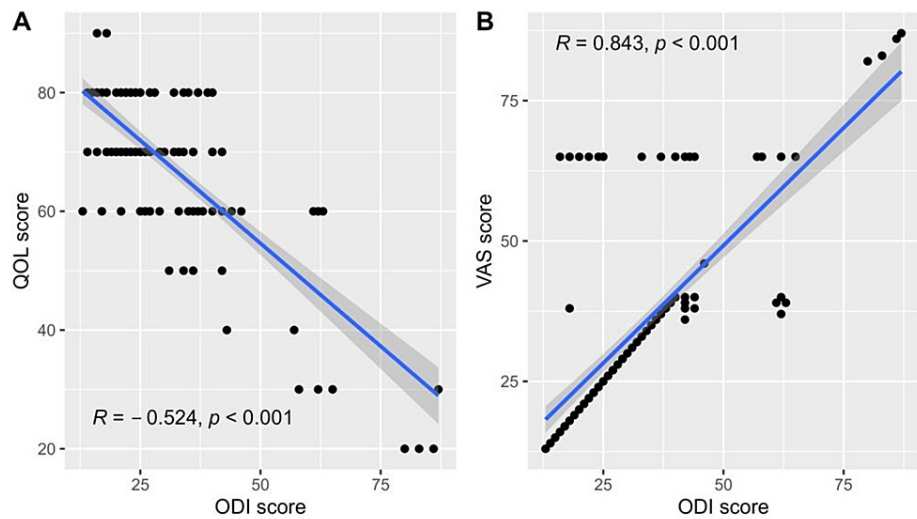 A
QOL score
80
60
40
20
R = − 0.524, p < 0.001
25
50
75
ODI score
B
VAS score
75
50
25
R = 0.843, p < 0.001
25
50
75
ODI score